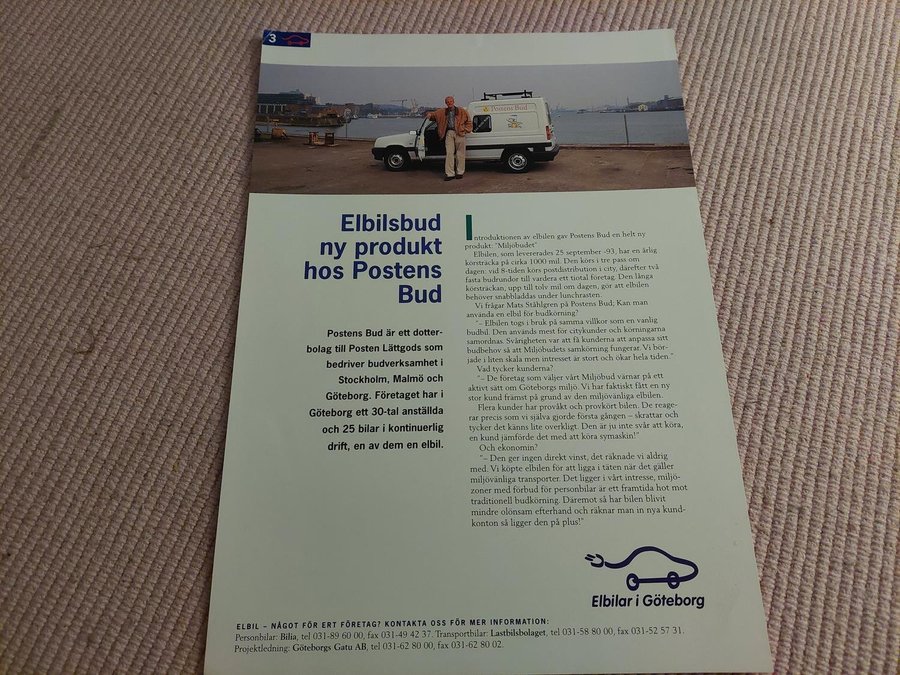 3
Postens Bud
Elbilsbud
ny produkt
hos Postens
Bud
Postens Bud är ett dotter-
bolag till Posten Lättgods som
bedriver budverksamhet i
Stockholm, Malmö och
Göteborg. Företaget har i
Göteborg ett 30-tal anställda
och 25 bilar i kontinuerlig
drift, en av dem en elbil.
Introduktionen av elbilen gav Postens Bud en helt ny
produkt: "Miljöbudet"
Elbilen, som levererades 25 september -93, har en årlig
körsträcka på cirka 1000 mil. Den körs i tre pass om
dagen: vid 8-tiden körs postdistribution i city, därefter två
fasta budrundor till vardera ett tiotal företag. Den långa
körsträckan, upp till tolv mil om dagen, gör att elbilen
behöver snabbladdas under lunchrasten.
Vi frågar Mats Ståhlgren på Postens Bud; Kan man
använda en elbil för budkörning?
"– Elbilen togs i bruk på samma villkor som en vanlig
budbil. Den används mest för citykunder och körningarna
samordnas. Svårigheten var att få kunderna att anpassa sitt
budbehov så att Miljöbudets samkörning fungerar. Vi bör-
jade i liten skala men intresset är stort och ökar hela tiden."
Vad tycker kunderna?
"– De företag som väljer vårt Miljöbud värnar på ett
aktivt sätt om Göteborgs miljö. Vi har faktiskt fått en ny
stor kund främst på grund av den miljövänliga elbilen.
Flera kunder har provåkt och provkört bilen. De reage-
rar precis som vi själva gjorde första gången – skrattar och
tycker det känns lite overkligt. Den är ju inte svår att köra,
en kund jämförde det med att köra symaskin!"
Och ekonomin?
"– Den ger ingen direkt vinst, det räknade vi aldrig
med. Vi köpte elbilen för att ligga i täten när det gäller
miljövänliga transporter. Det ligger i vårt intresse, miljö-
zoner med förbud för personbilar är ett framtida hot mot
traditionell budkörning. Däremot så har bilen blivit
mindre olönsam efterhand och räknar man in nya kund-
konton så ligger den på plus!"
Elbilar i Göteborg
ELBIL – NÅGOT FÖR ERT FÖRETAG? KONTAKTA OSS FÖR MER INFORMATION:
Personbilar: Bilia, tel 031-89 60 00, fax 031-49 42 37. Transportbilar: Lastbilsbolaget, tel 031-58 80 00, fax 031-52 57 31.
Projektledning: Göteborgs Gatu AB, tel 031-62 80 00, fax 031-62 80 02.